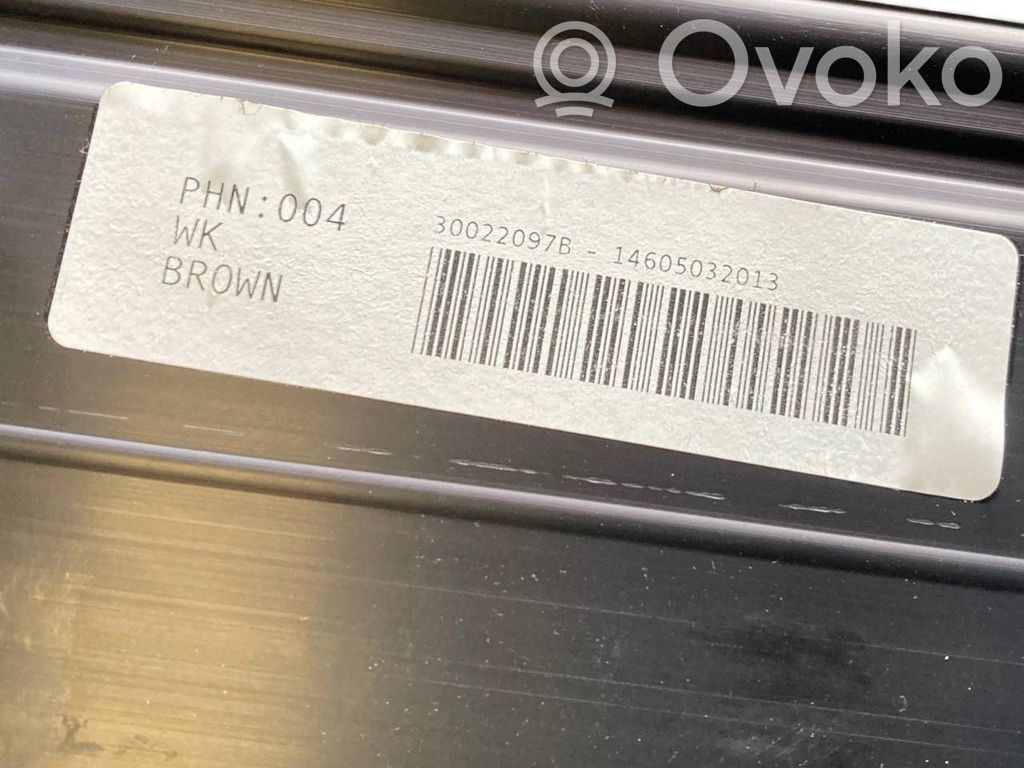 Ovoko
PHN:004
WK
BROWN
30022097B - 14605032013